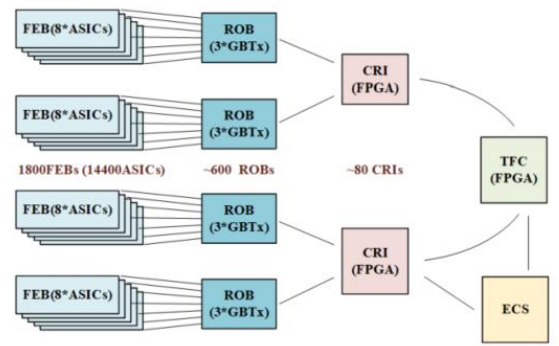 FEB(8*ASICs)
ROB
(3*GBTx)
CRI
(FPGA)
FEB(8*ASICs)
ROB
(3*GBTx)
1800FEBs (14400ASICs)
~600 ROBs
~80 CRIs
TFC
(FPGA)
FEB(8*ASICs)
ROB
(3*GBTx)
CRI
(FPGA)
FEB(8*ASICs)
ROB
(3*GBTx)
ECS